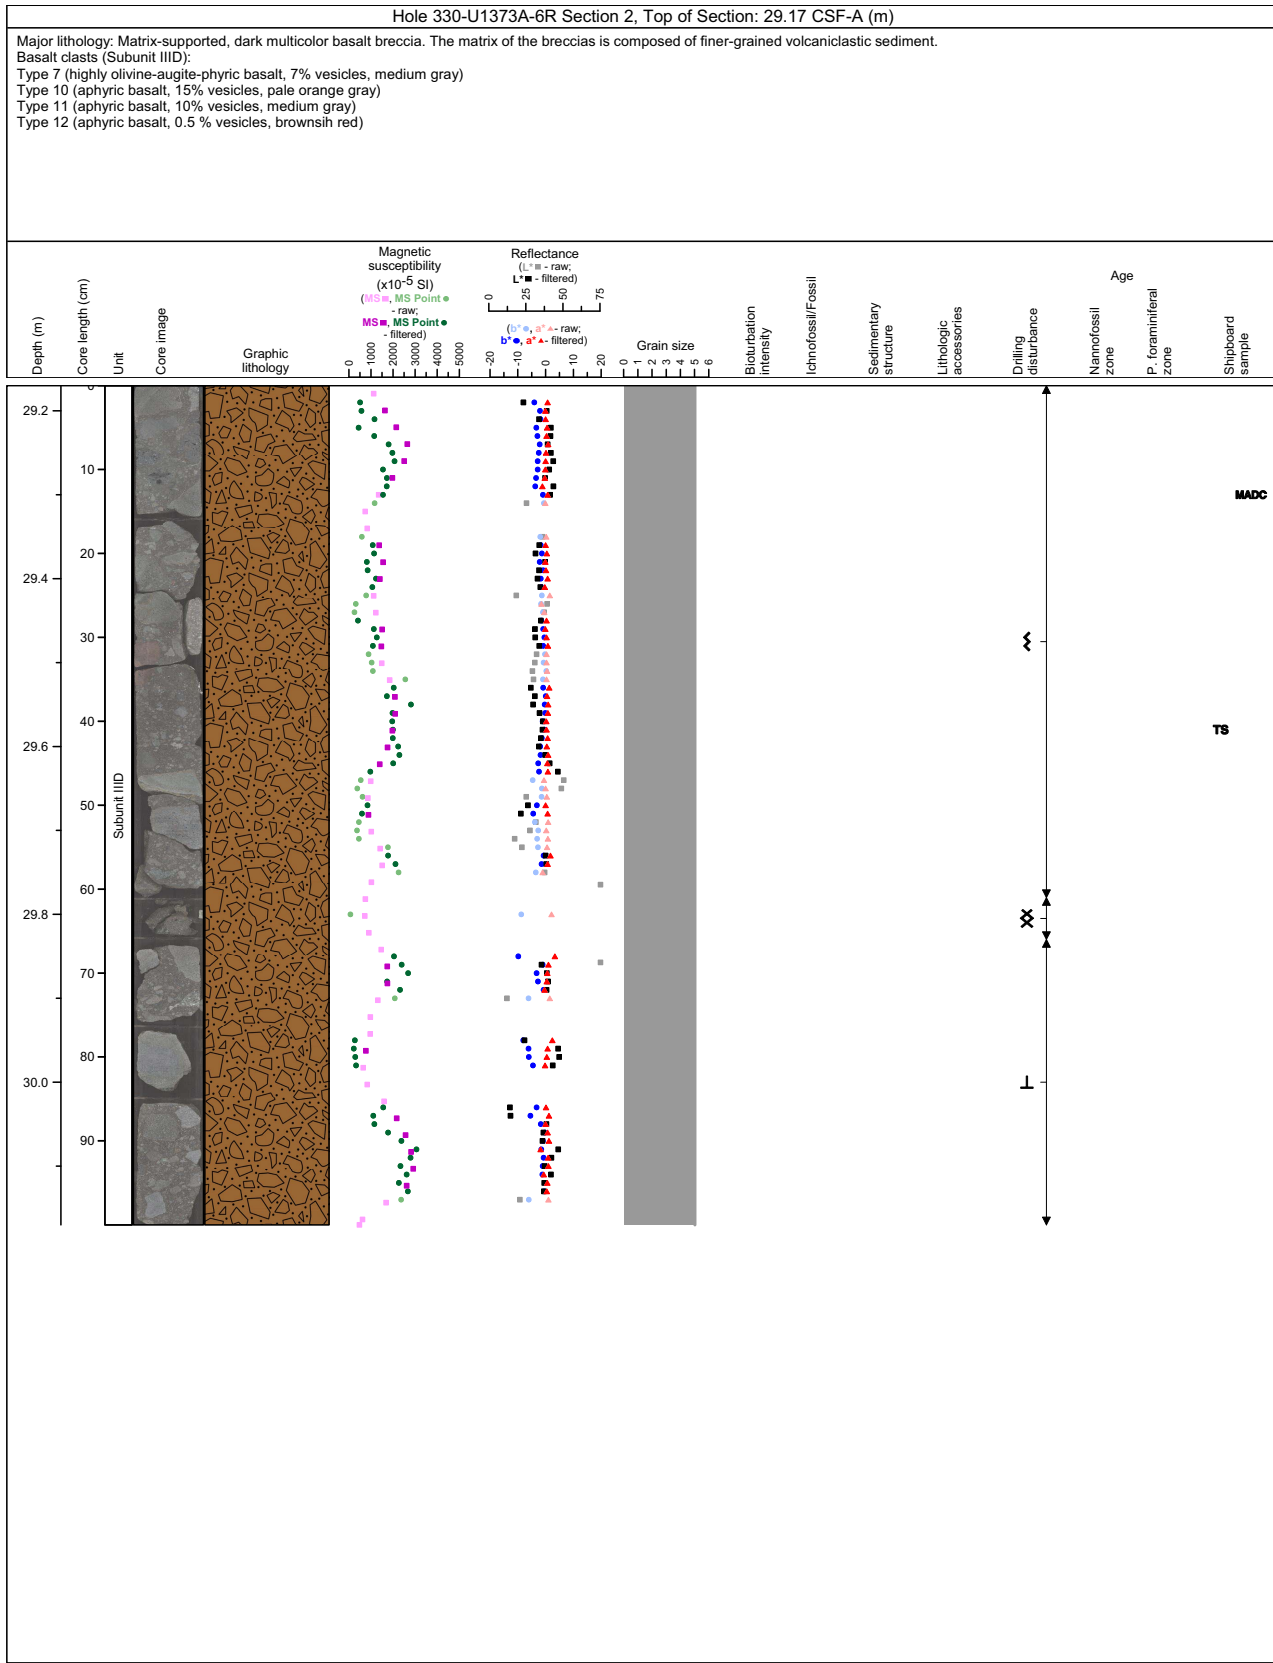 Hole 330-U1373A-6R Section 2, Top of Section: 29.17 CSF-A (m)
Major lithology: Matrix-supported, dark multicolor basalt breccia. The matrix of the breccias is composed of finer-grained volcaniclastic sediment.
Basalt clasts (Subunit IIID):
Type 7 (highly olivine-augite-phyric basalt, 7% vesicles, medium gray)
Type 10 (aphyric basalt, 15% vesicles, pale orange gray)
Type 11 (aphyric basalt, 10% vesicles, medium gray)
Type 12 (aphyric basalt, 0.5 % vesicles, brownsih red)
Depth (m)
Core length (cm)
Unit
Core image
Graphic
lithology
Magnetic
susceptibility
(x10-5 SI)
(MS■, MS Point●
- raw;
MS■, MS Point●
- filtered)
0 1000 2000 3000 4000 5000
Reflectance
(L*■ - raw;
L*■ - filtered)
0 25 50 75
(b*●, a*▲- raw;
b*●, a*▲- filtered)
-20 -10 0 10 20
Grain size
0 1 2 3 4 5 6
Bioturbation
intensity
Ichnofossil/Fossil
Sedimentary
structure
Lithologic
accessories
Drilling
disturbance
Age
Nannofossil
zone
P. foraminiferal
zone
Shipboard
sample
0
29.2
10
MADC
20
29.4
30
40
TS
29.6
50
Subunit IIID
60
29.8
70
80
30.0
90